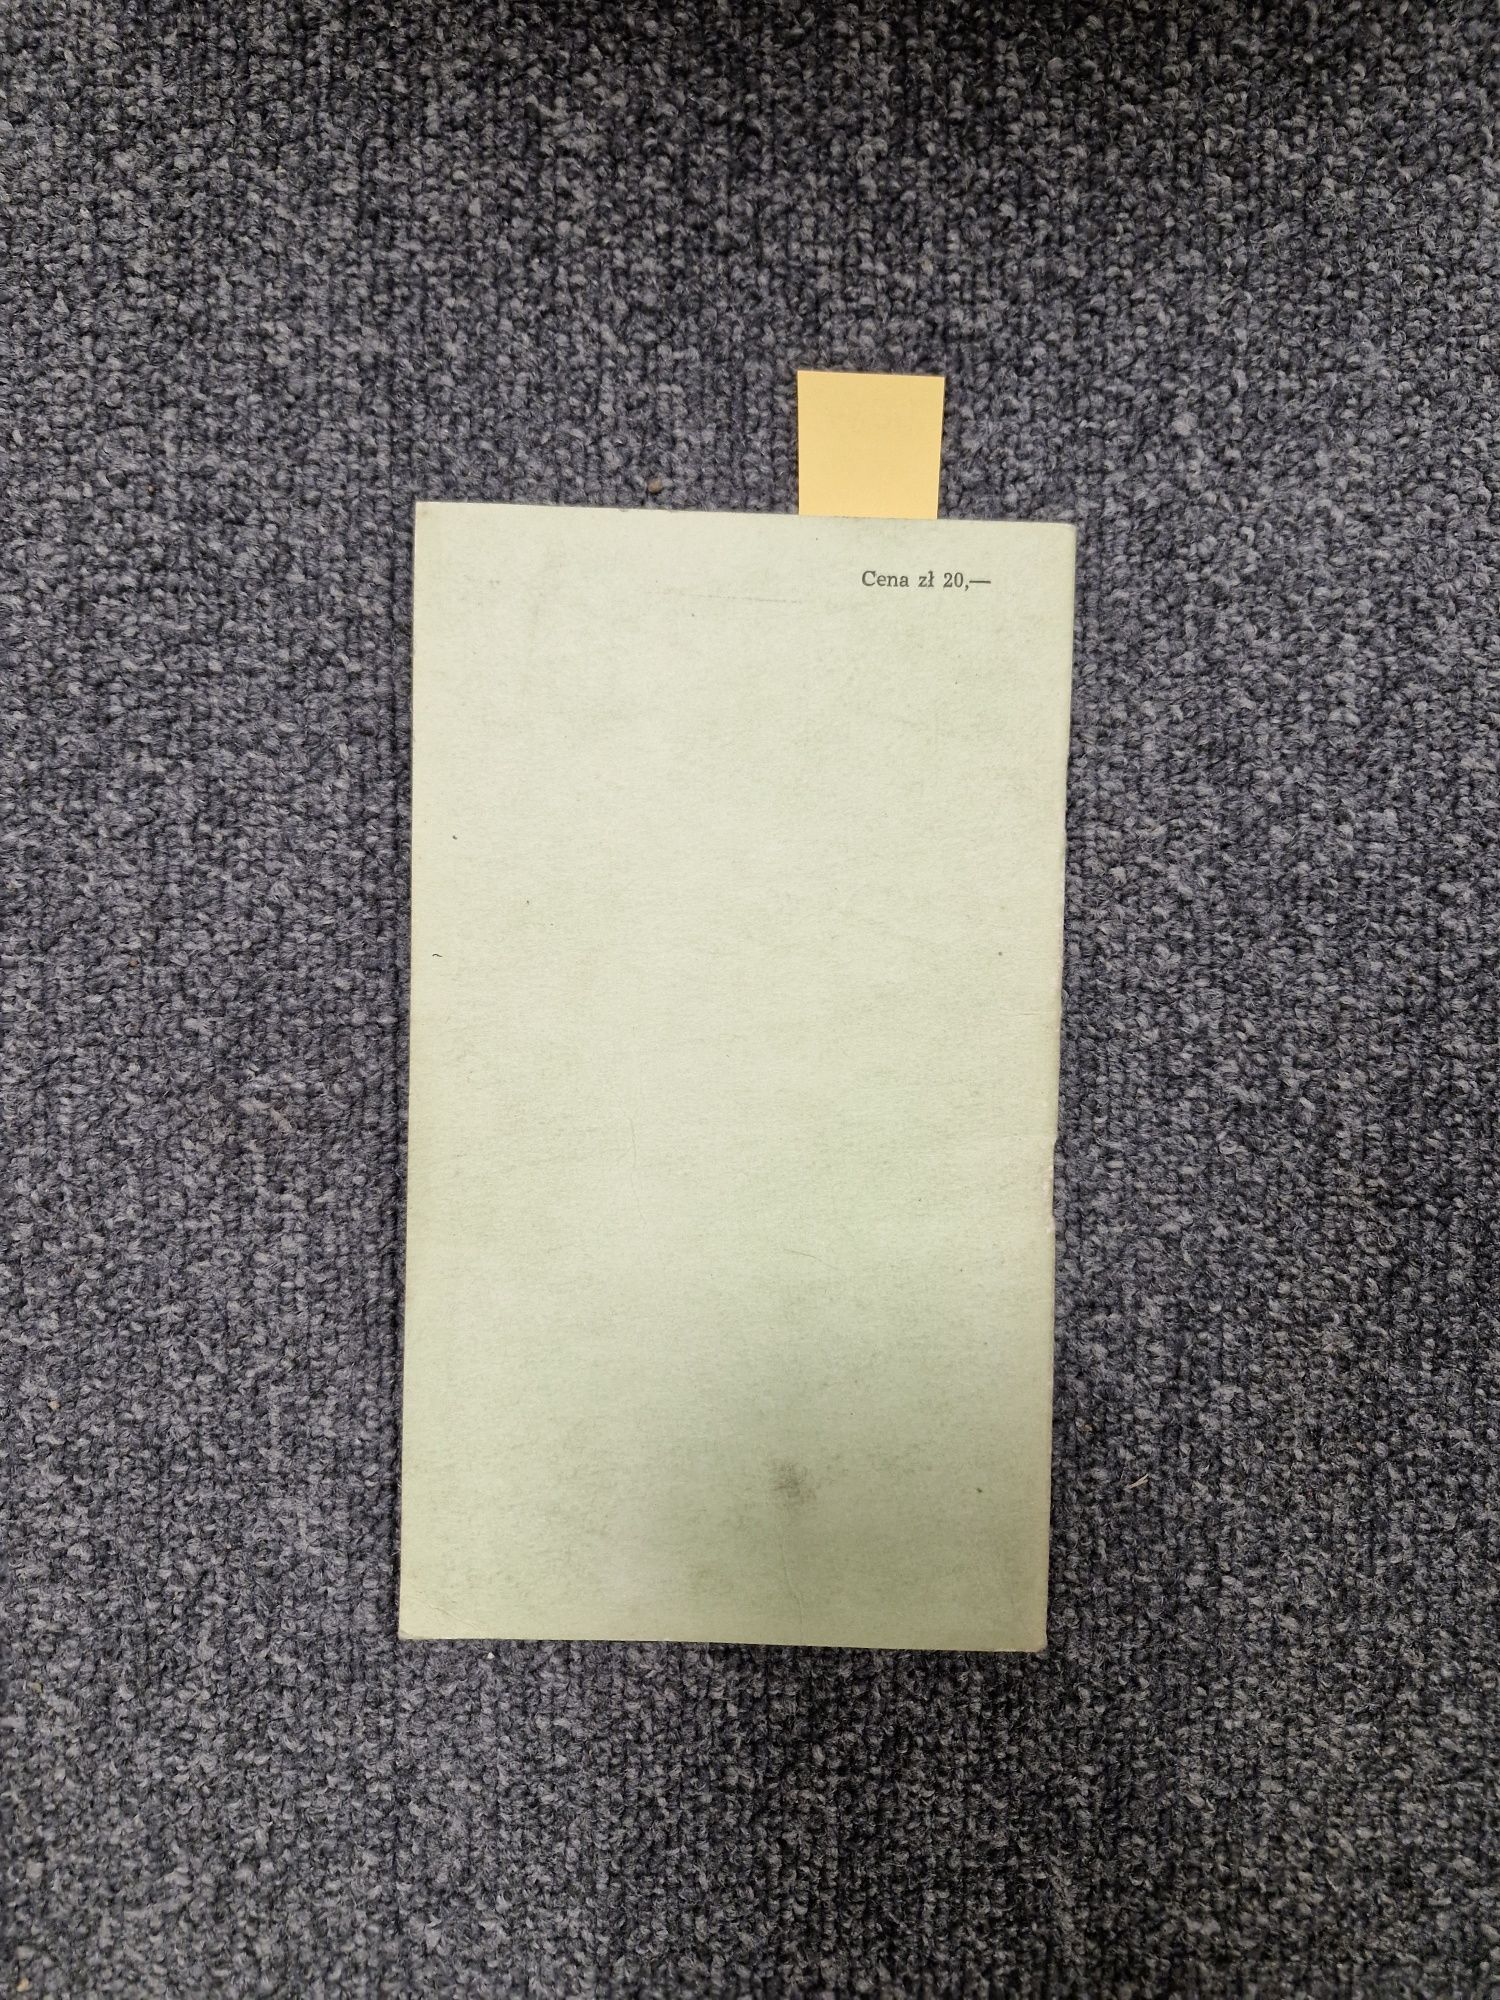 Cena zł 20,—